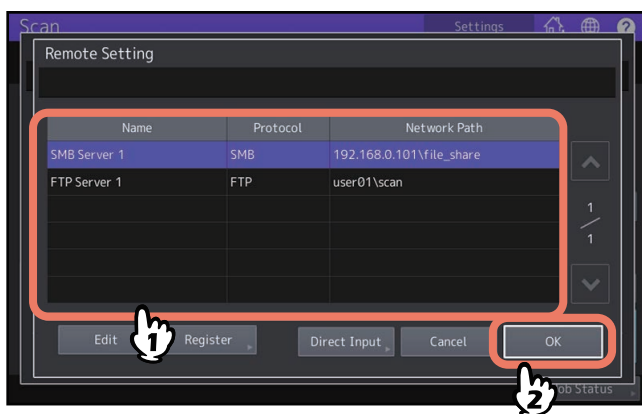 Scan Settings ?
Remote Setting
Name Protocol Network Path
SMB Server 1 SMB 192.168.0.101\file_share
FTP Server 1 FTP user01\scan
1
1
Edit Register Direct Input Cancel OK
1
2
ob Status